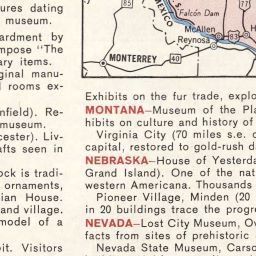 ures dating
museum.
ardment by
mpose "The
ary items.
ginal manu-
d rooms ex-
nfield). Re-
museum.
cester). Liv-
afts seen in
ock is tradi-
ornaments,
ian House.
and village.
model of a
it. Visitors
MEXICO
Falcón Dam
McAllen
Reynosa
83
MONTERREY
85
40
Exhibits on the fur trade, explo
MONTANA—Museum of the Pla
hibits on culture and history of
Virginia City (70 miles s.e. o
capital, restored to gold-rush da
NEBRASKA—House of Yesterda
Grand Island). One of the nat
western Americana. Thousands
Pioneer Village, Minden (20
in 20 buildings trace the progre
NEVADA—Lost City Museum, Ov
facts from sites of prehistoric
Nevada State Museum, Carso